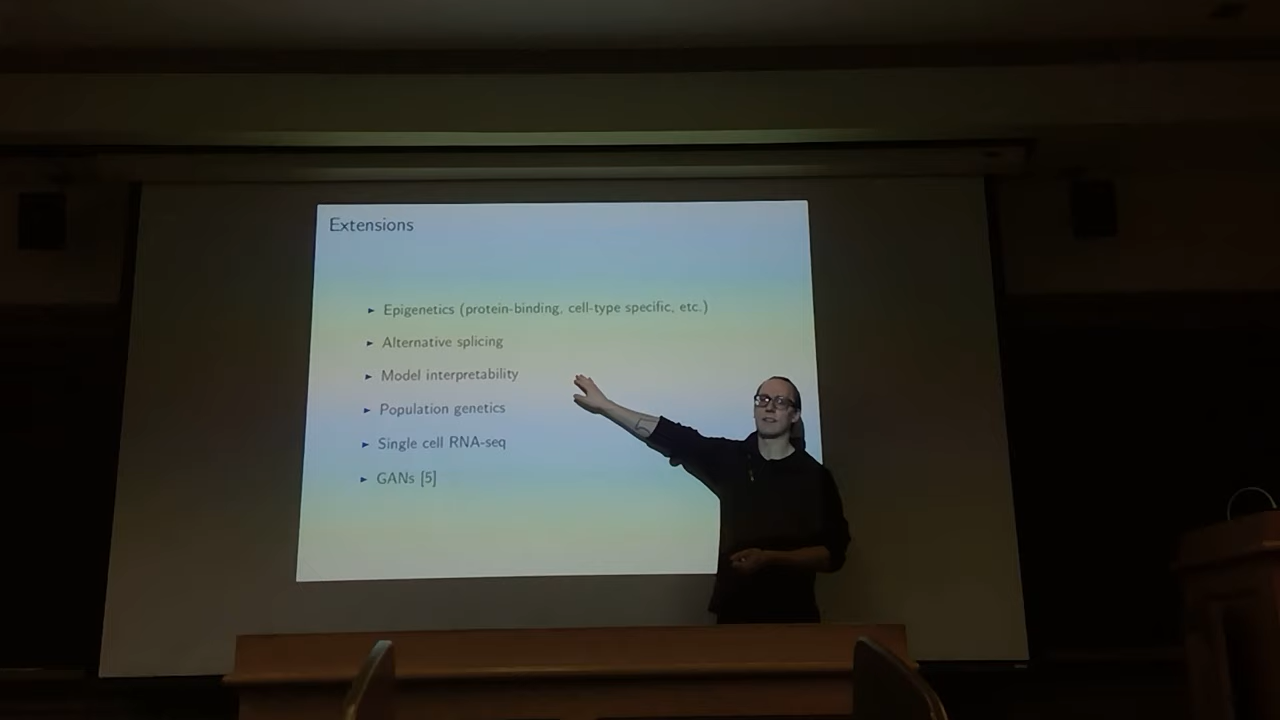 Extensions
► Epigenetics (protein-binding, cell-type specific, etc.)
► Alternative splicing
► Model interpretability
► Population genetics
► Single cell RNA-seq
► GANs [5]